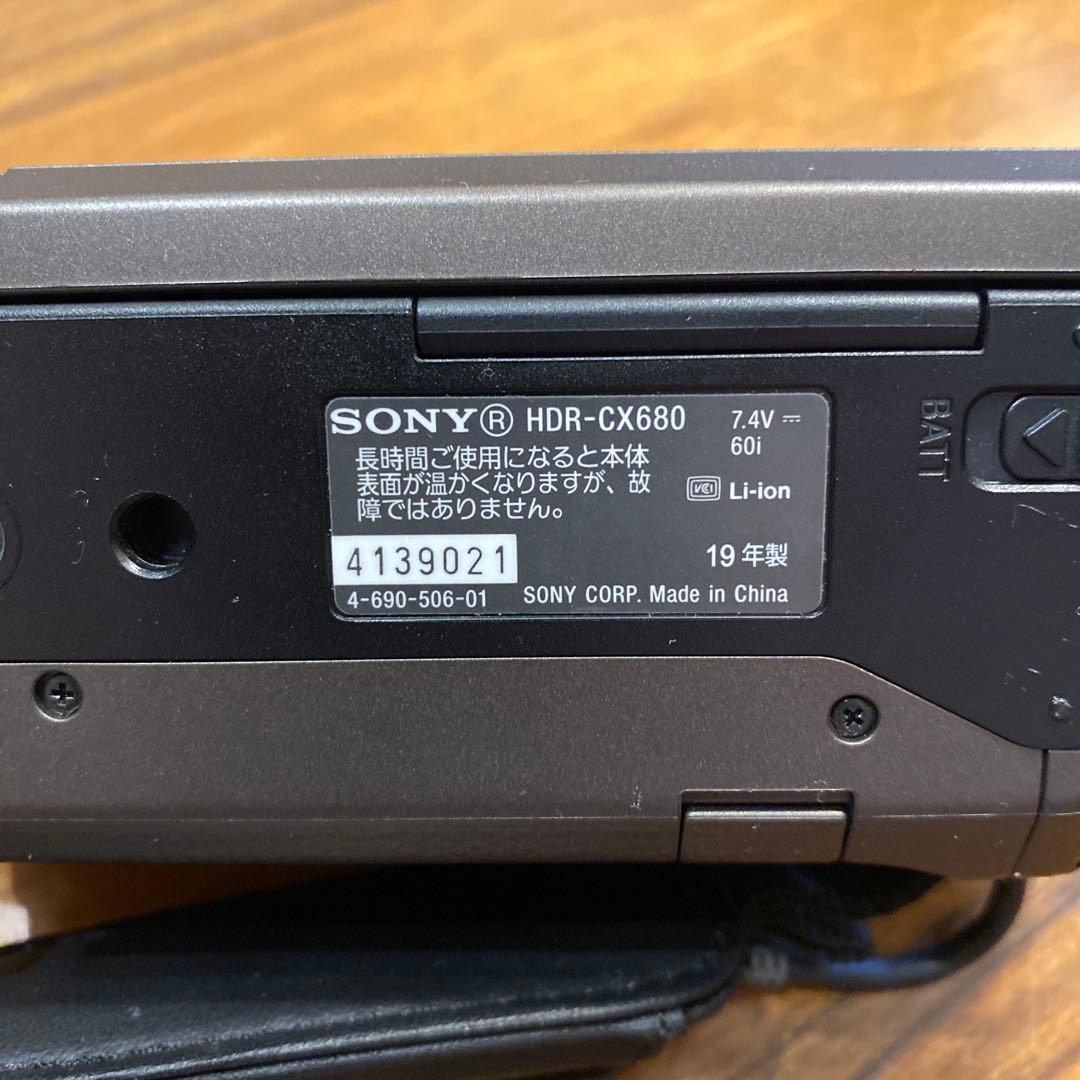 SONY® HDR-CX680 7.4V ⎓
60i
長時間ご使用になると本体
表面が温かくなりますが、故
障ではありません。
VCI Li-ion
4139021
19年製
4-690-506-01 SONY CORP. Made in China
BATT